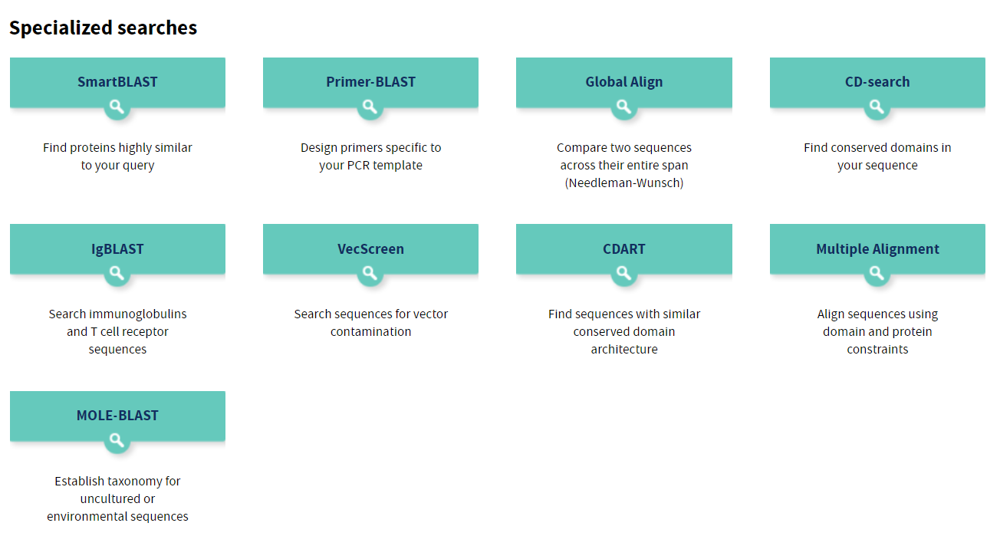 Specialized searches
SmartBLAST
Find proteins highly similar
to your query
Primer-BLAST
Design primers specific to
your PCR template
Global Align
Compare two sequences
across their entire span
(Needleman-Wunsch)
CD-search
Find conserved domains in
your sequence
IgBLAST
Search immunoglobulins
and T cell receptor
sequences
VecScreen
Search sequences for vector
contamination
CDART
Find sequences with similar
conserved domain
architecture
Multiple Alignment
Align sequences using
domain and protein
constraints
MOLE-BLAST
Establish taxonomy for
uncultured or
environmental sequences